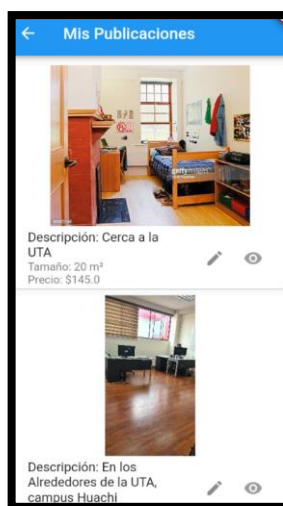 Mis Publicaciones
gettyimages
Descripción: Cerca a la
UTA
Tamaño: 20 m²
Precio: $145.0
Descripción: En los
Alrededores de la UTA,
campus Huachi